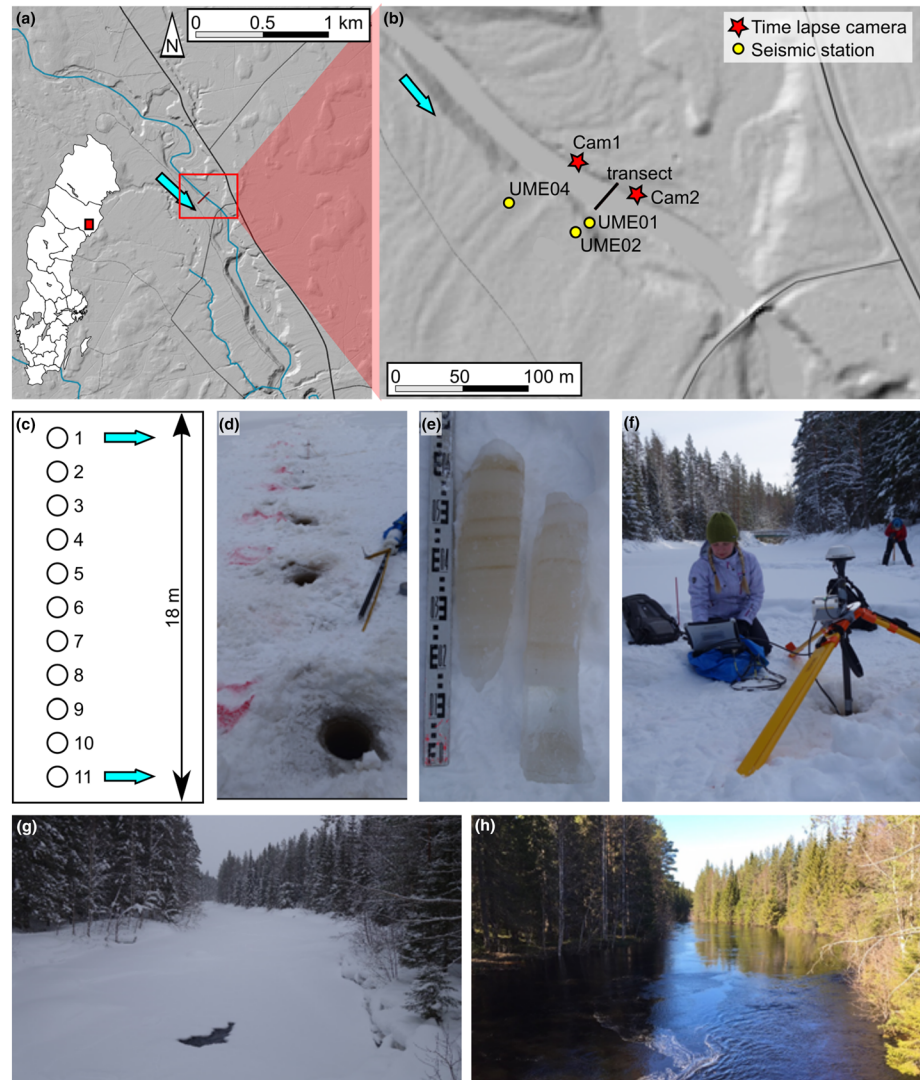 (a)
0 0.5 1 km
N
(b)
Time lapse camera
Seismic station
Cam1
transect
UME04
Cam2
UME01
UME02
0 50 100 m
(c)
1
2
3
4
5
6
7
8
9
10
11
18 m
(d)
(e)
(f)
(g)
(h)